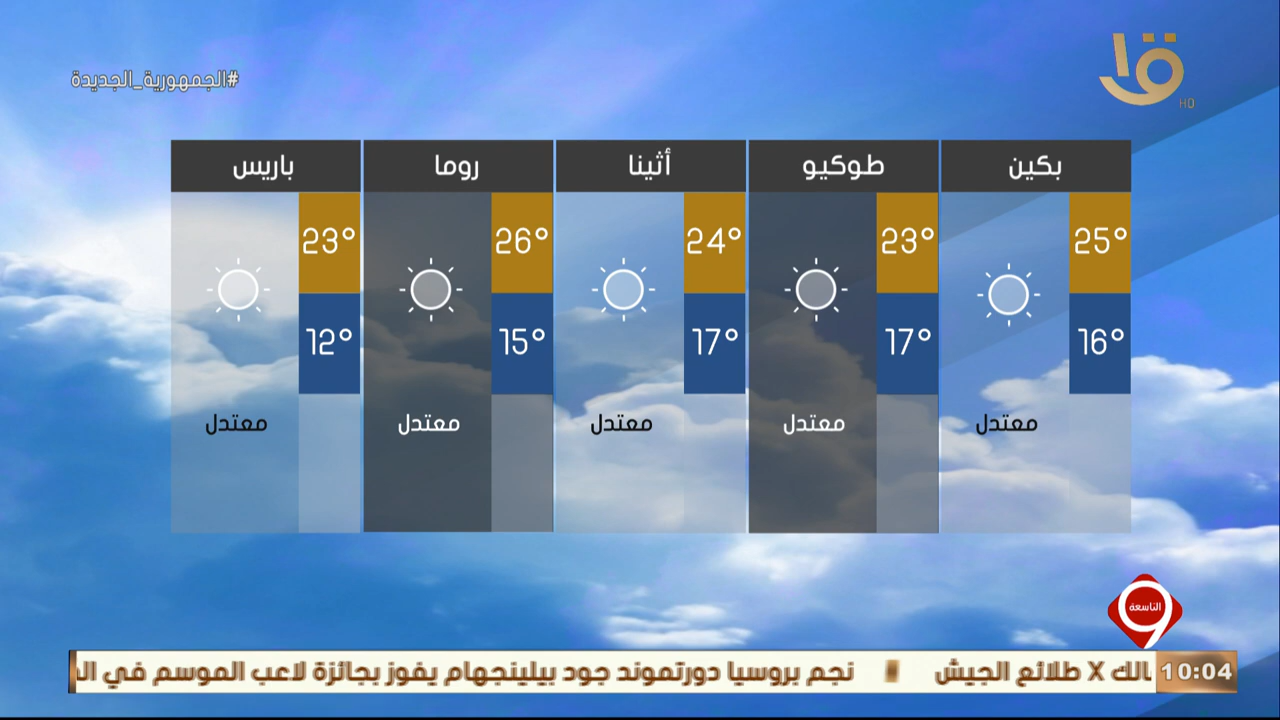 #الجمهورية_الجديدة
HD
بكين
طوكيو
أثينا
روما
باريس
25°
23°
24°
26°
23°
16°
17°
17°
15°
12°
معتدل
معتدل
معتدل
معتدل
معتدل
التاسعة
9
10:04
طلائع الجيش X الك
نجم بروسيا دورتموند جود بيلينجهام يفوز بجائزة لاعب الموسم في